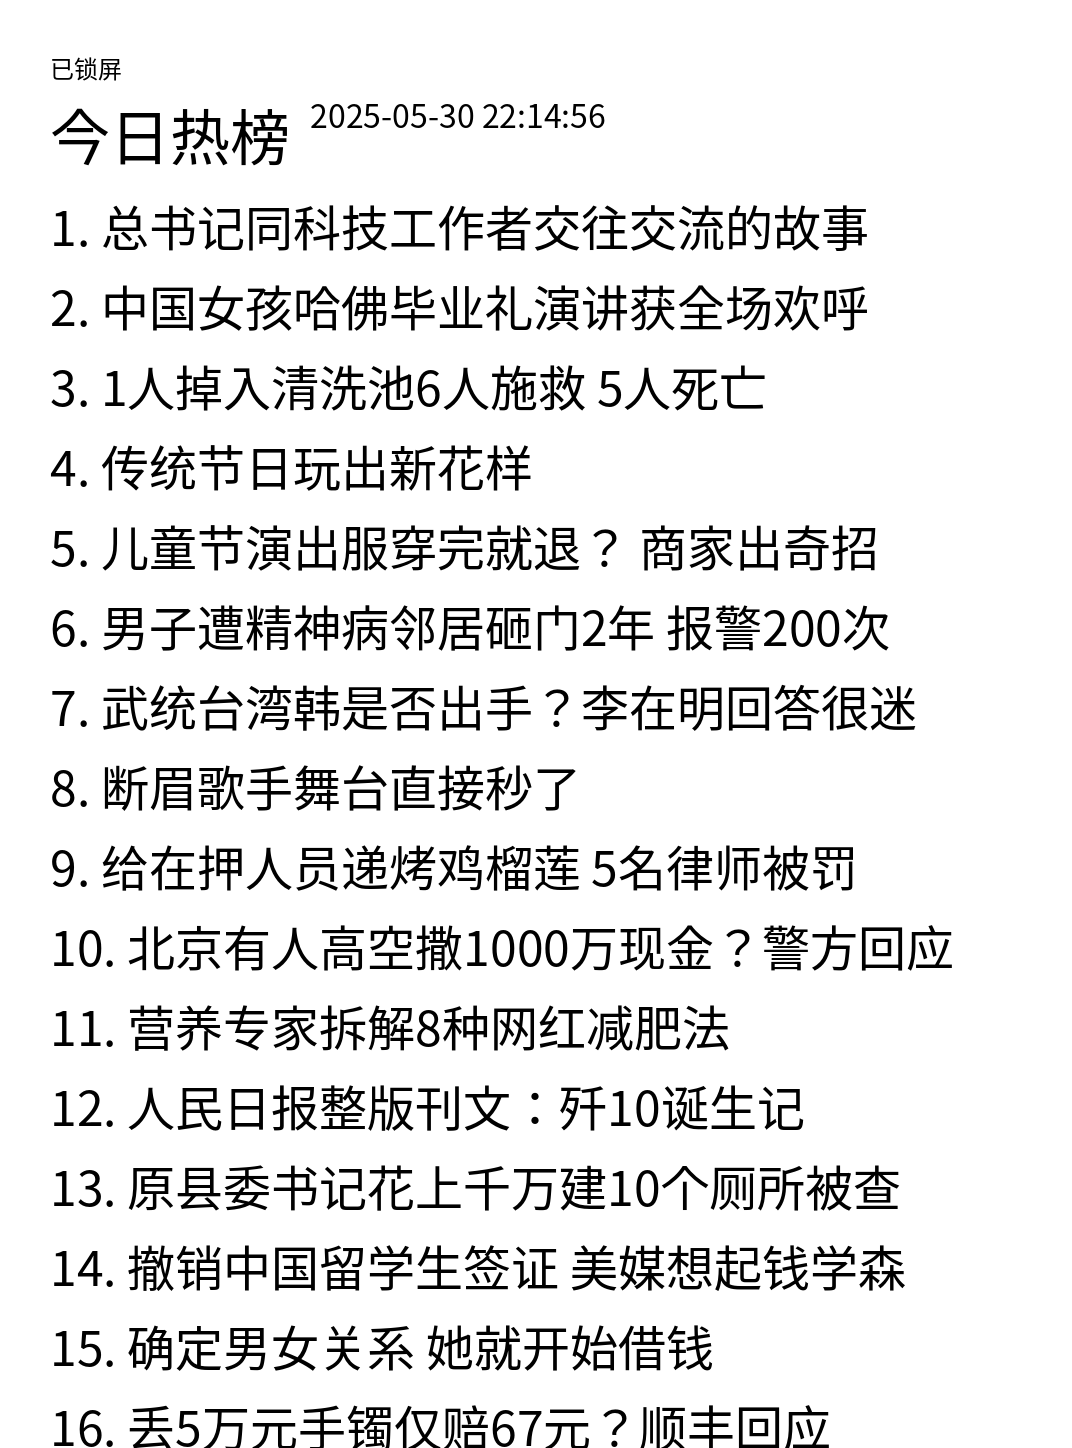 已锁屏
今日热榜 2025-05-30 22:14:56
1. 总书记同科技工作者交往交流的故事
2. 中国女孩哈佛毕业礼演讲获全场欢呼
3. 1人掉入清洗池6人施救 5人死亡
4. 传统节日玩出新花样
5. 儿童节演出服穿完就退？ 商家出奇招
6. 男子遭精神病邻居砸门2年 报警200次
7. 武统台湾韩是否出手？李在明回答很迷
8. 断眉歌手舞台直接秒了
9. 给在押人员递烤鸡榴莲 5名律师被罚
10. 北京有人高空撒1000万现金？警方回应
11. 营养专家拆解8种网红减肥法
12. 人民日报整版刊文：歼10诞生记
13. 原县委书记花上千万建10个厕所被查
14. 撤销中国留学生签证 美媒想起钱学森
15. 确定男女关系 她就开始借钱
16. 丢5万元手镯仅赔67元？顺丰回应